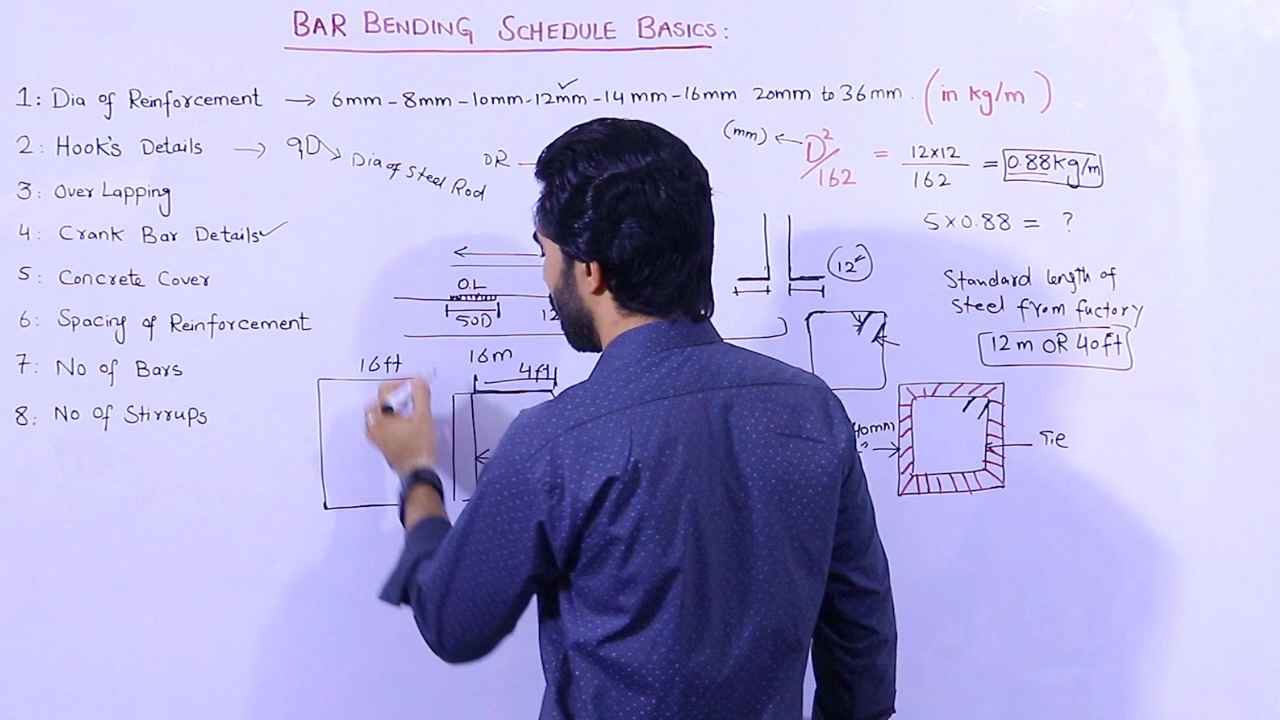 BAR BENDING SCHEDULE BASICS:
1: Dia of Reinforcement → 6mm - 8mm - 10mm - 12mm - 14mm - 16mm 20mm to 36mm. (in kg/m)
2: Hook's Details → 9D Dia of Steel Rod OR
(mm) ← D²/162 = 12×12/162 = 0.88kg/m
3: Over Lapping
5×0.88 = ?
4: Crank Bar Details ✓
5: Concrete Cover
O.L
50D
12"
Standard length of
Steel from factory
12m OR 40ft
6: Spacing of Reinforcement
7: No of Bars
16ft
16m
4ft
8: No of Stirrups
40mm
Tie